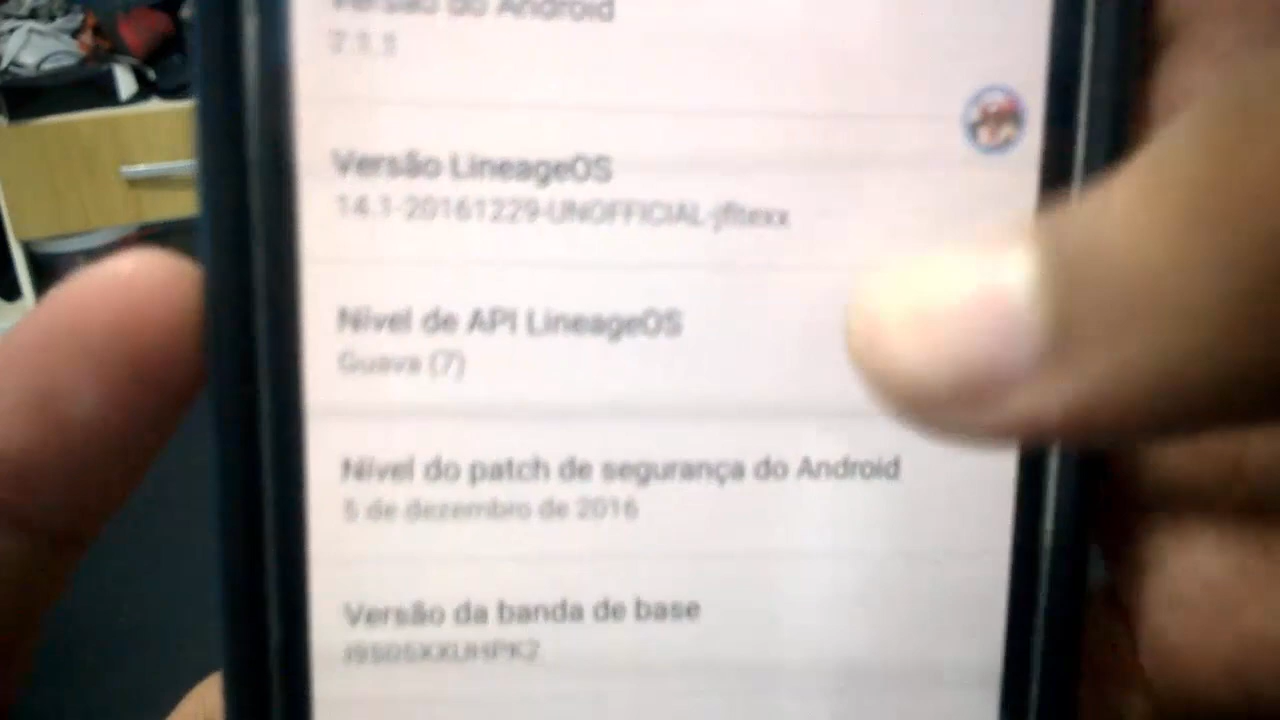 Versão do Android
7.1.1
Versão LineageOS
14.1-20161229-UNOFFICIAL-jfltexx
Nível de API LineageOS
Guava (7)
Nível do patch de segurança do Android
5 de dezembro de 2016
Versão da banda de base
I9505XXUHPK2